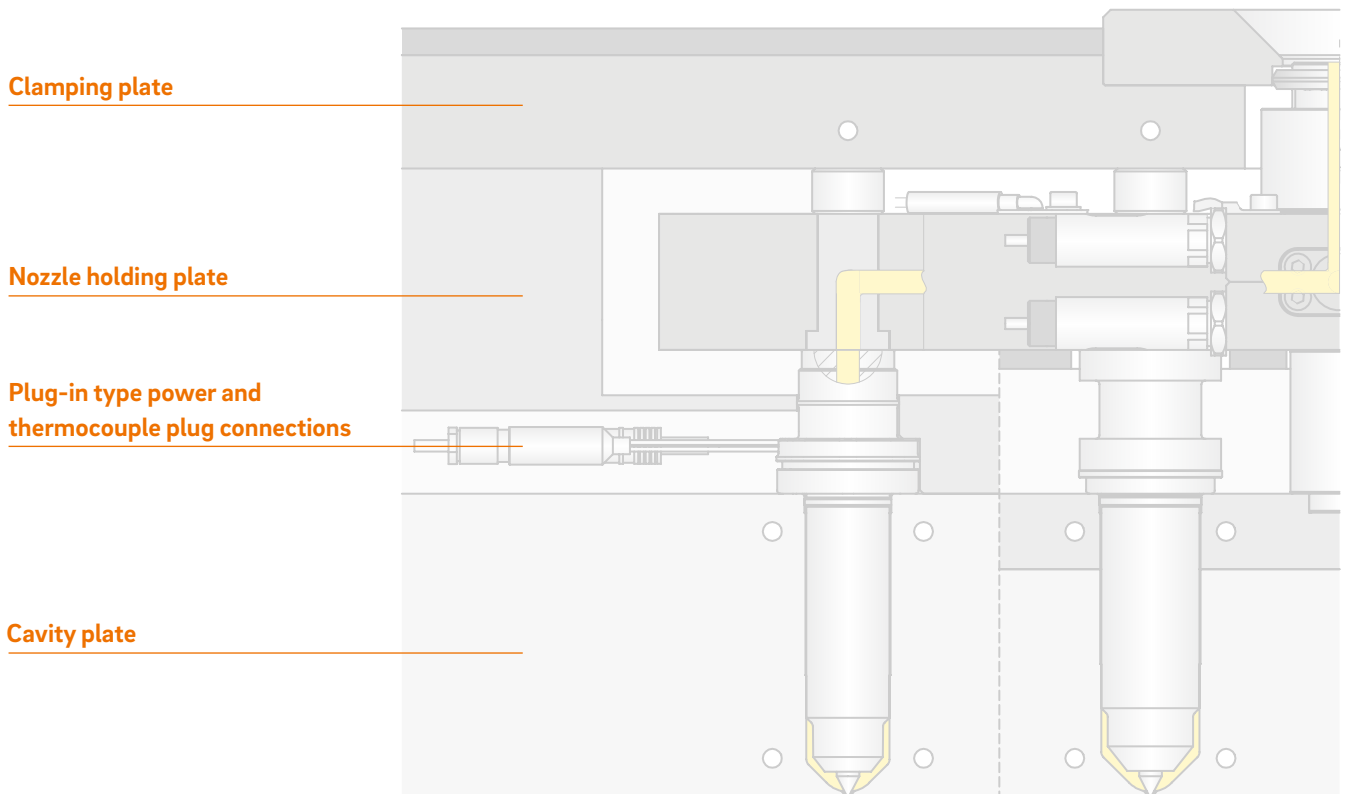 Clamping plate
Nozzle holding plate
Plug-in type power and
thermocouple plug connections
Cavity plate